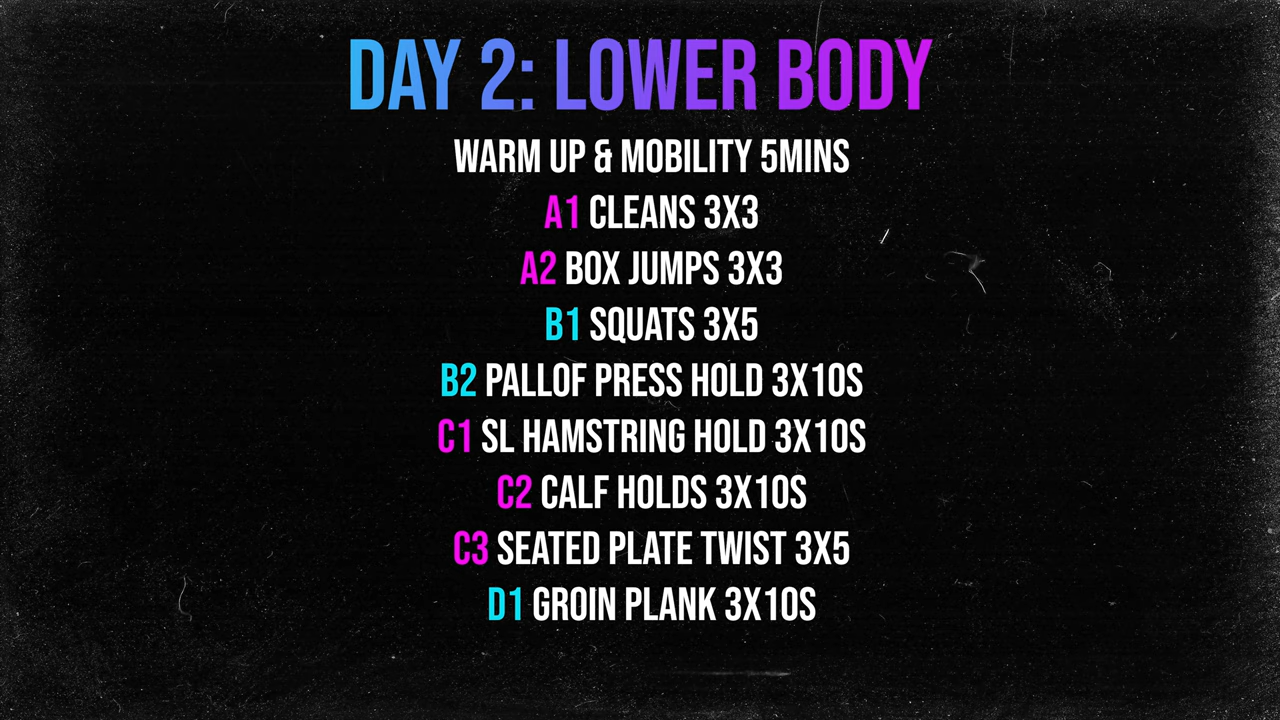 DAY 2: LOWER BODY
WARM UP & MOBILITY 5MINS
A1 CLEANS 3X3
A2 BOX JUMPS 3X3
B1 SQUATS 3X5
B2 PALLOF PRESS HOLD 3X10S
C1 SL HAMSTRING HOLD 3X10S
C2 CALF HOLDS 3X10S
C3 SEATED PLATE TWIST 3X5
D1 GROIN PLANK 3X10S